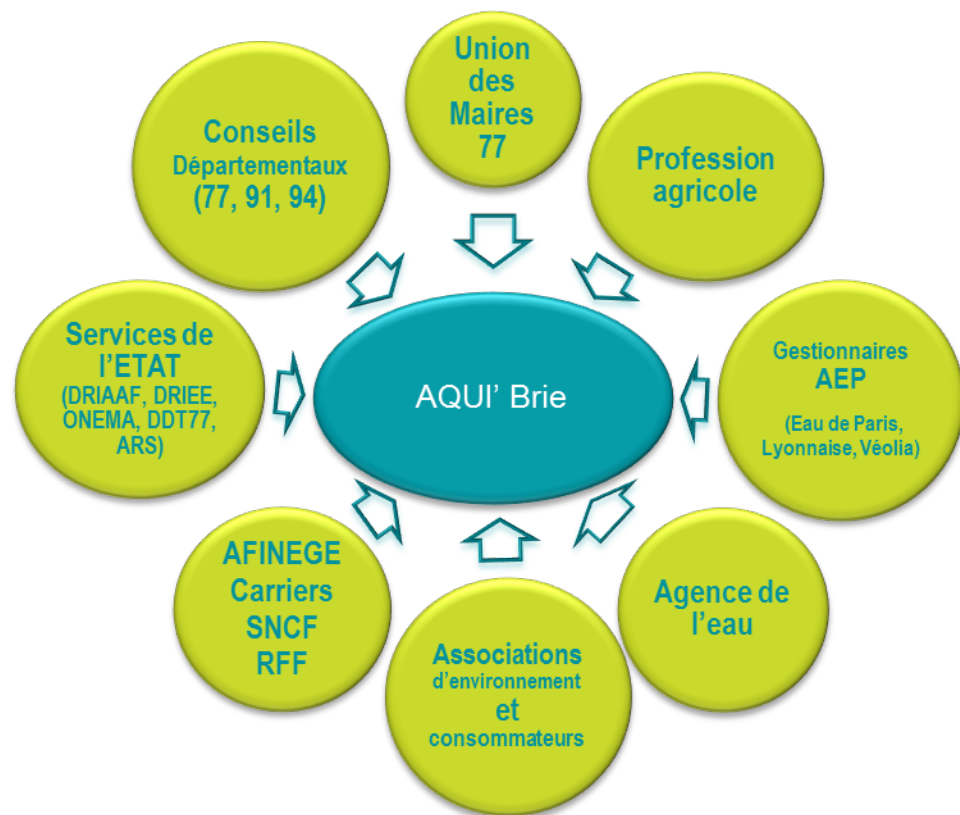 Union
des
Maires
77
Conseils
Départementaux
(77, 91, 94)
Profession
agricole
Services de
l'ETAT
(DRIAAF, DRIEE,
ONEMA, DDT77,
ARS)
AQUI' Brie
Gestionnaires
AEP
(Eau de Paris,
Lyonnaise, Véolia)
AFINEGE
Carriers
SNCF
RFF
Associations
d'environnement
et
consommateurs
Agence de
l'eau